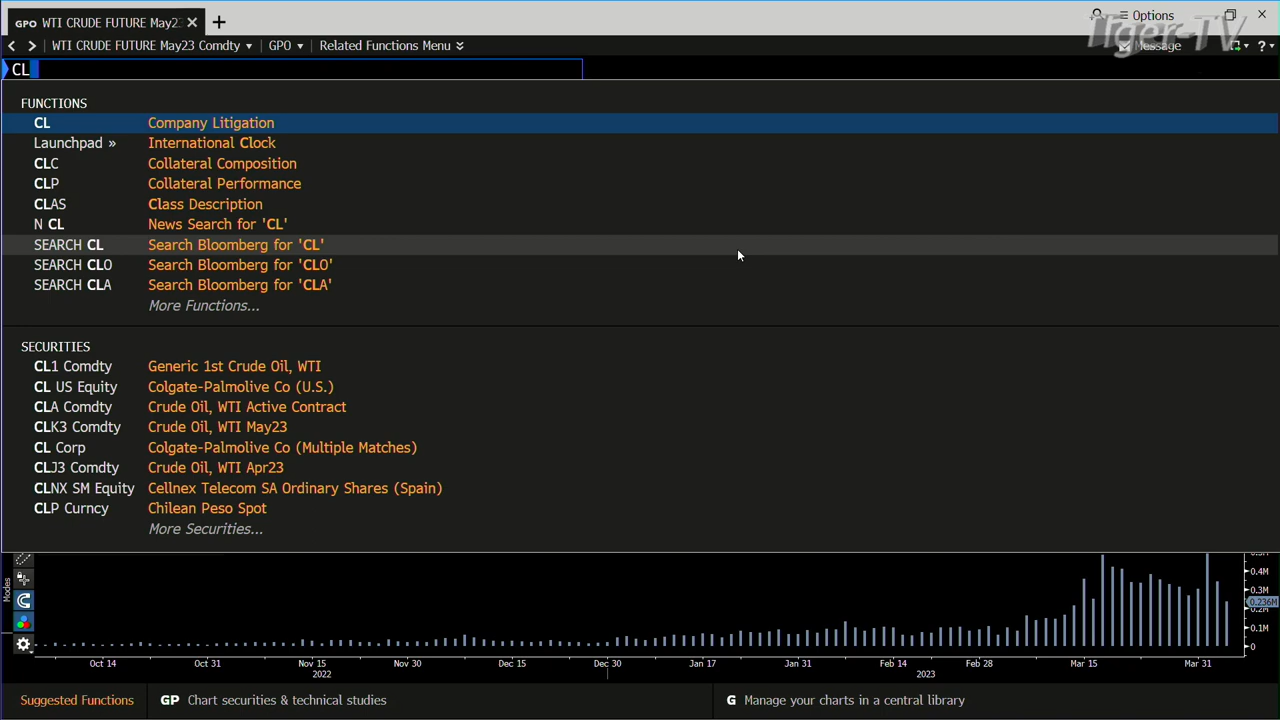 GPO WTI CRUDE FUTURE May23
Options
WTI CRUDE FUTURE May23 Comdty GPO Related Functions Menu
Message
Tiger-TV
CL
FUNCTIONS
CL Company Litigation
Launchpad » International Clock
CLC Collateral Composition
CLP Collateral Performance
CLAS Class Description
N CL News Search for 'CL'
SEARCH CL Search Bloomberg for 'CL'
SEARCH CLO Search Bloomberg for 'CLO'
SEARCH CLA Search Bloomberg for 'CLA'
More Functions...
SECURITIES
CL1 Comdty Generic 1st Crude Oil, WTI
CL US Equity Colgate-Palmolive Co (U.S.)
CLA Comdty Crude Oil, WTI Active Contract
CLK3 Comdty Crude Oil, WTI May23
CL Corp Colgate-Palmolive Co (Multiple Matches)
CLJ3 Comdty Crude Oil, WTI Apr23
CLNX SM Equity Cellnex Telecom SA Ordinary Shares (Spain)
CLP Curncy Chilean Peso Spot
More Securities...
Modes
0.4M
0.3M
0.236M
0.2M
0.1M
0
Oct 14 Oct 31 Nov 15 Nov 30 Dec 15 Dec 30 Jan 17 Jan 31 Feb 14 Feb 28 Mar 15 Mar 31
2022 2023
Suggested Functions GP Chart securities & technical studies G Manage your charts in a central library